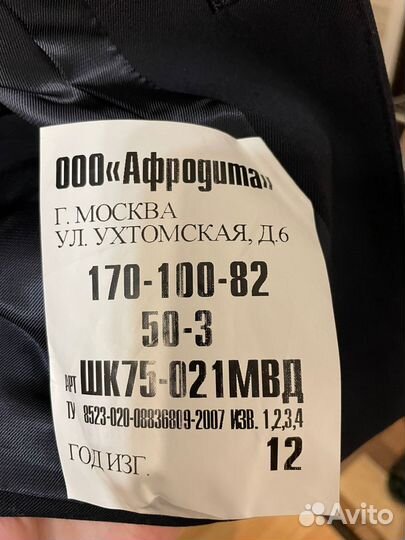 ООО«Афродита»
Г. МОСКВА
УЛ. УХТОМСКАЯ, Д.6
170-100-82
50-3
АРТ ШК75-021МВД
ТУ 8523-020-08836809-2007 ИЗВ. 1,2,3,4
ГОД ИЗГ. 12
Avito